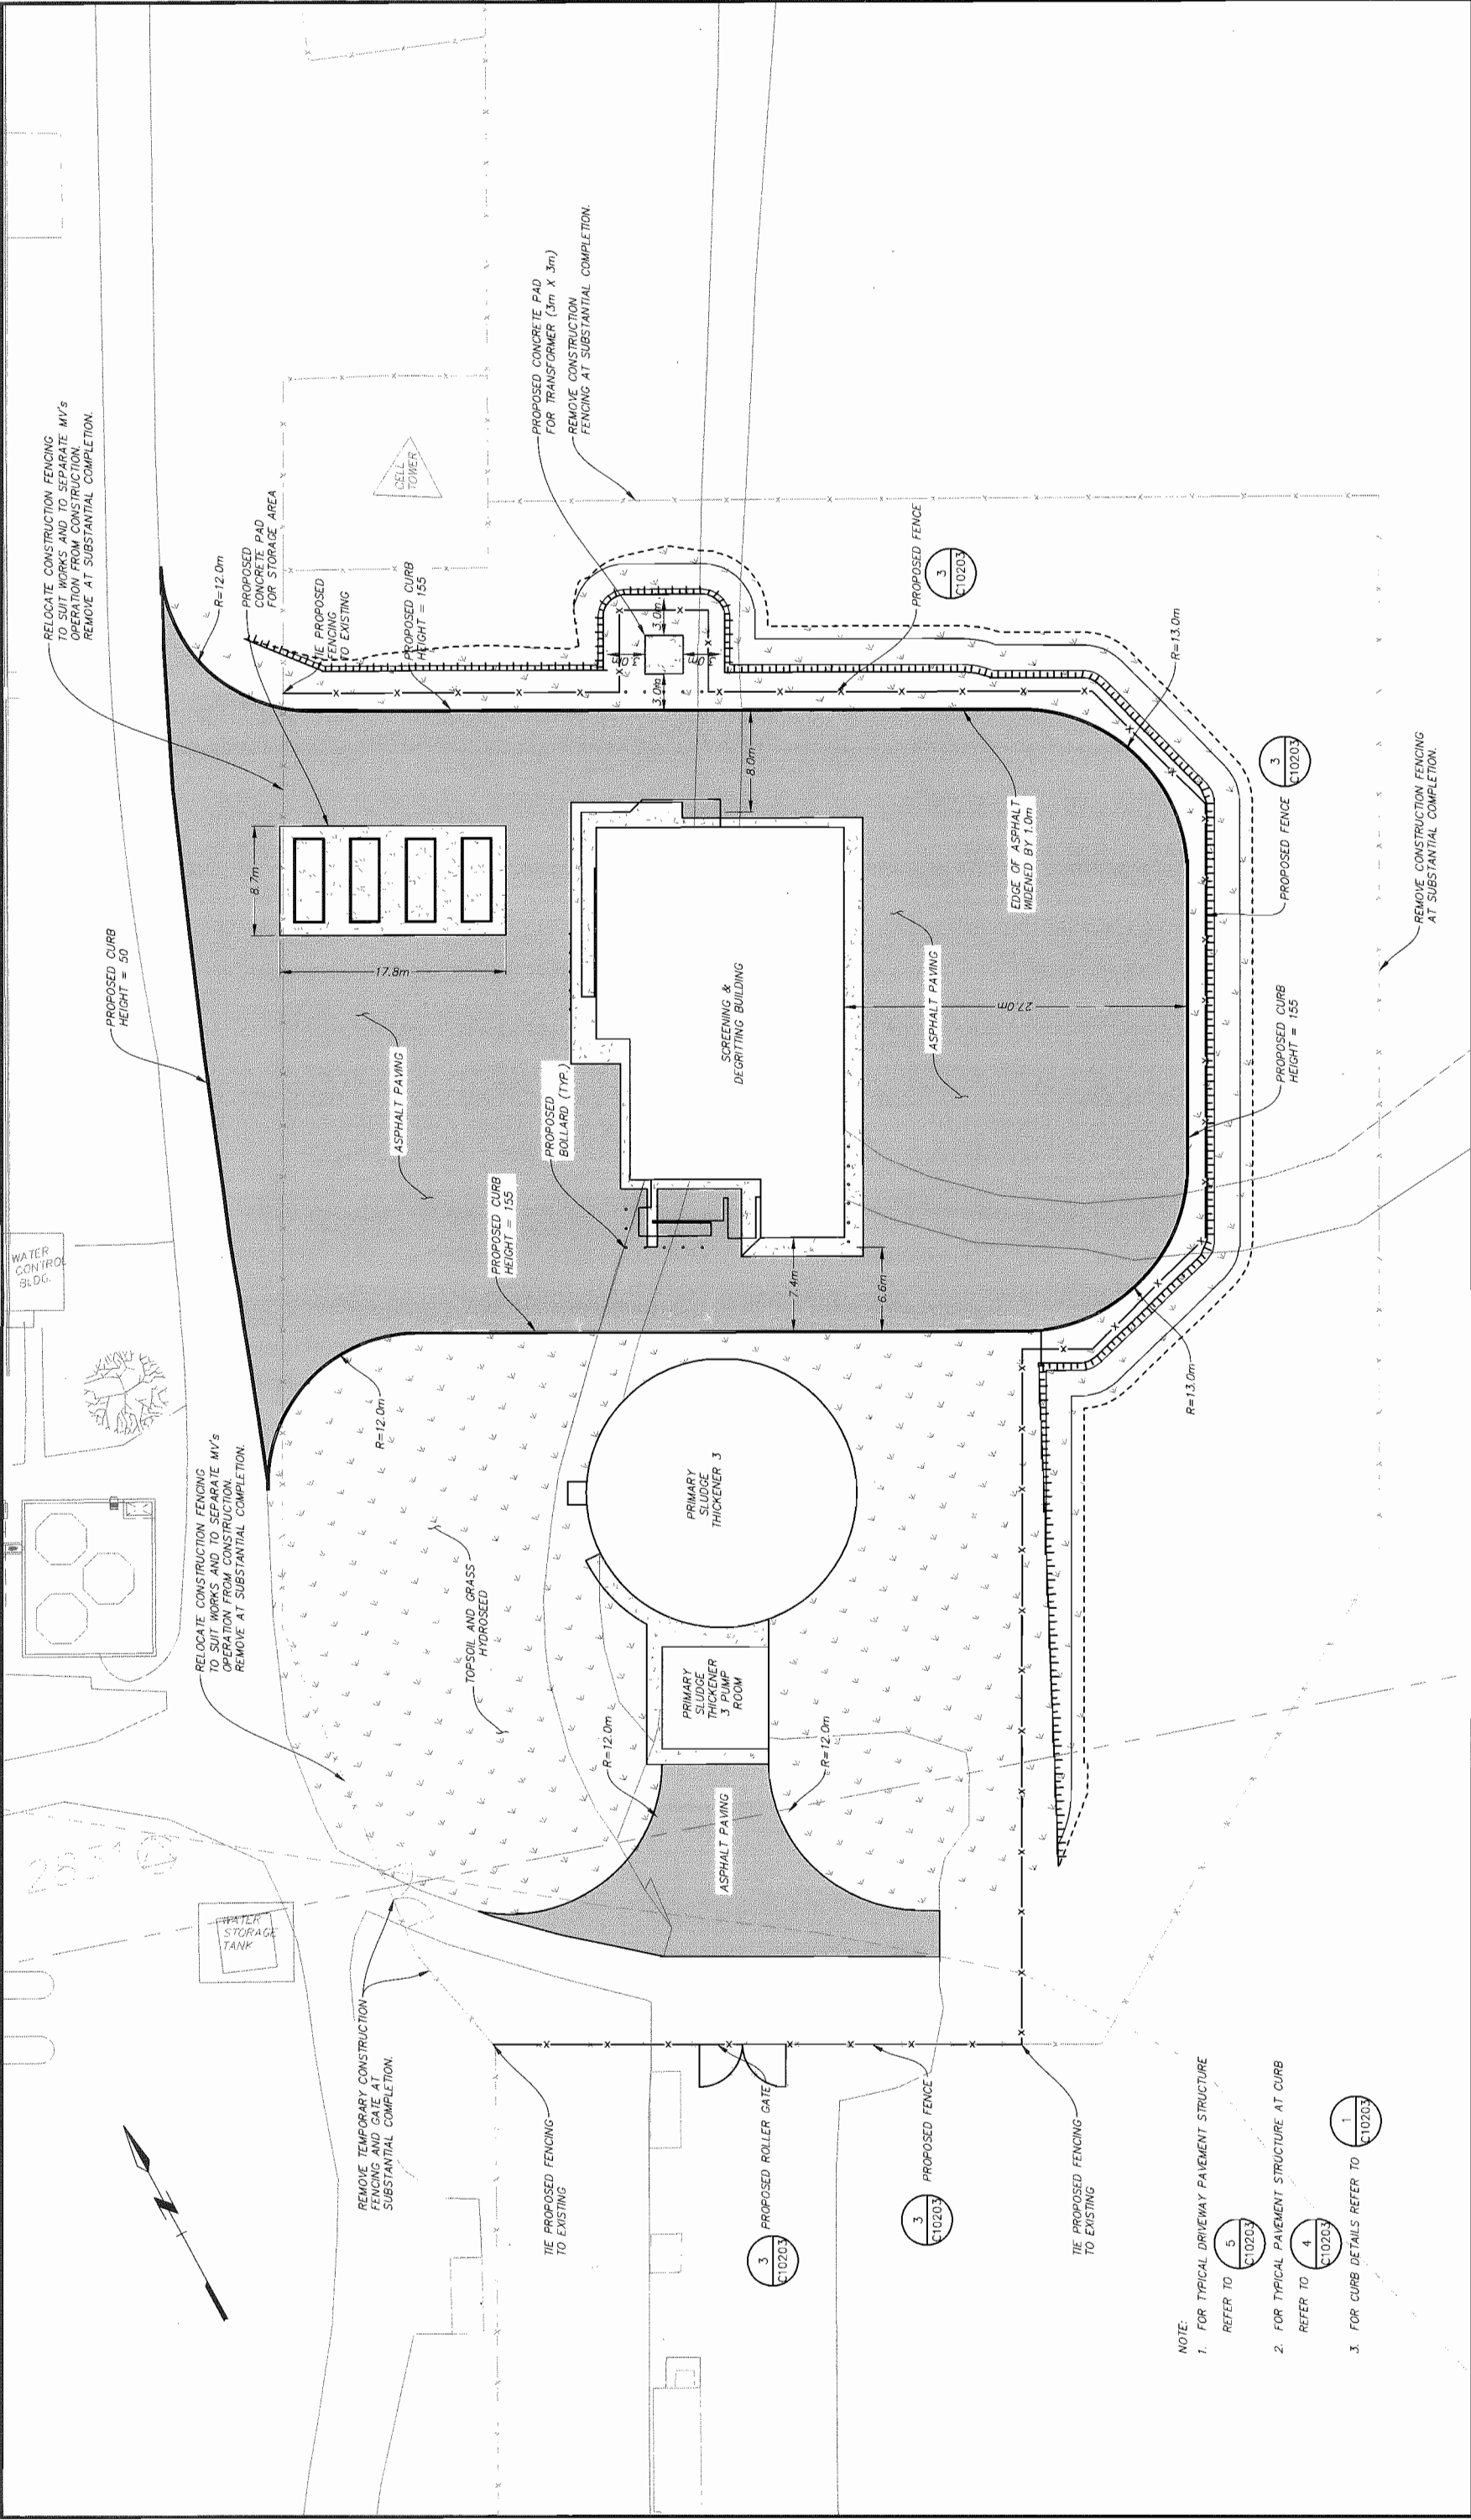 RELOCATE CONSTRUCTION FENCING
TO SUIT WORKS AND TO SEPARATE MV's
OPERATION FROM CONSTRUCTION.
REMOVE AT SUBSTANTIAL COMPLETION.
R=12.0m
PROPOSED
CONCRETE PAD
FOR STORAGE AREA
TIE PROPOSED
FENCING
TO EXISTING
PROPOSED CURB
HEIGHT = 155
CELL
TOWER
PROPOSED CONCRETE PAD
FOR TRANSFORMER (3m X 3m)
REMOVE CONSTRUCTION
FENCING AT SUBSTANTIAL COMPLETION.
3.0m
3.0m
3.0m
3.0m
PROPOSED FENCE
3
C10203
R=13.0m
8.0m
EDGE OF ASPHALT
WIDENED BY 1.0m
3
C10203
PROPOSED FENCE
REMOVE CONSTRUCTION FENCING
AT SUBSTANTIAL COMPLETION.
PROPOSED CURB
HEIGHT = 50
8.7m
17.8m
ASPHALT PAVING
PROPOSED
BOLLARD (TYP.)
SCREENING &
DEGRITTING BUILDING
ASPHALT PAVING
27.0m
PROPOSED CURB
HEIGHT = 155
PROPOSED CURB
HEIGHT = 155
7.4m
6.6m
R=13.0m
WATER
CONTROL
BLDG.
RELOCATE CONSTRUCTION FENCING
TO SUIT WORKS AND TO SEPARATE MV's
OPERATION FROM CONSTRUCTION.
REMOVE AT SUBSTANTIAL COMPLETION.
R=12.0m
TOPSOIL AND GRASS
HYDROSEED
PRIMARY
SLUDGE
THICKENER 3
PRIMARY
SLUDGE
THICKENER
3 PUMP
ROOM
R=12.0m
R=12.0m
ASPHALT PAVING
WATER
STORAGE
TANK
REMOVE TEMPORARY CONSTRUCTION
FENCING AND GATE AT
SUBSTANTIAL COMPLETION.
TIE PROPOSED FENCING
TO EXISTING
3
C10203
PROPOSED ROLLER GATE
3
C10203
PROPOSED FENCE
TIE PROPOSED FENCING
TO EXISTING
N
NOTE:
1. FOR TYPICAL DRIVEWAY PAVEMENT STRUCTURE
REFER TO 5
C10203
2. FOR TYPICAL PAVEMENT STRUCTURE AT CURB
REFER TO 4
C10203
3. FOR CURB DETAILS REFER TO 1
C10203